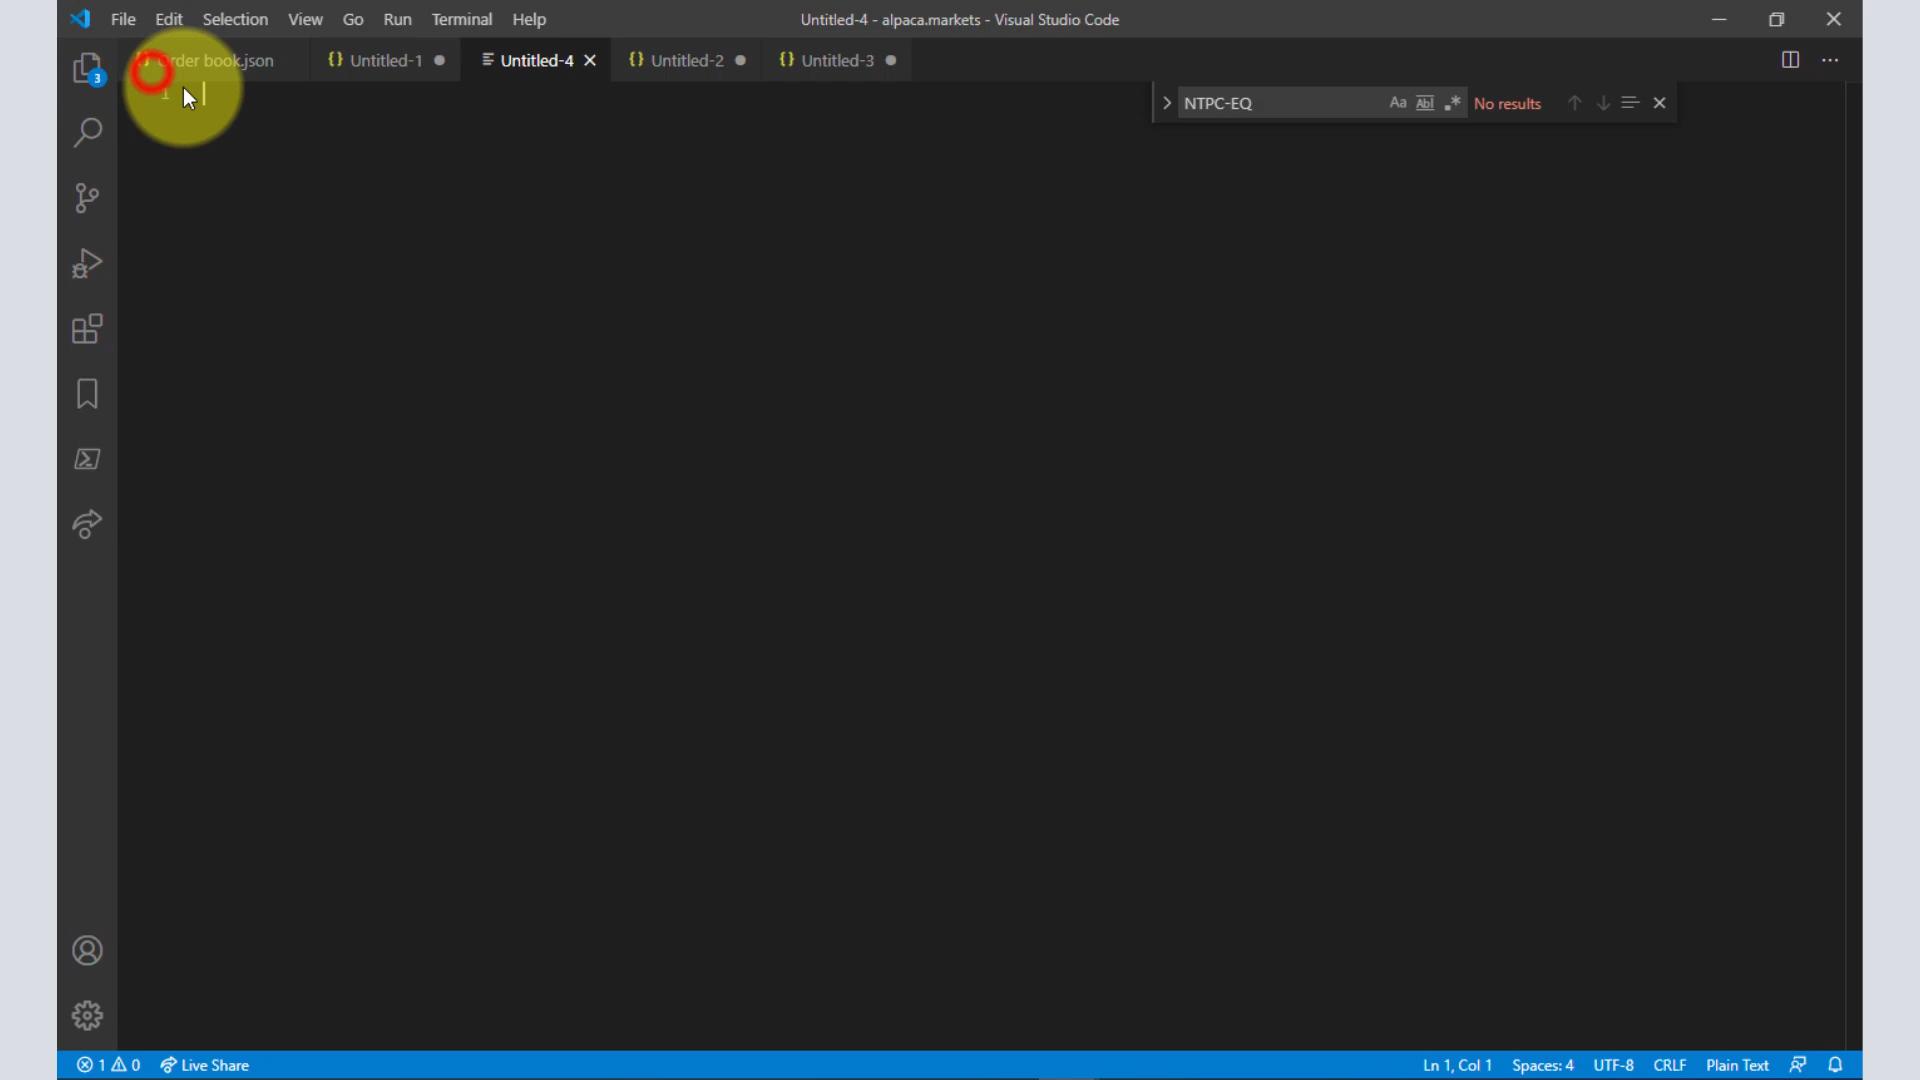 File Edit Selection View Go Run Terminal Help Untitled-4 - alpaca.markets - Visual Studio Code
3 Order book.json Untitled-1 Untitled-4 Untitled-2 Untitled-3
1
NTPC-EQ Aa Abl No results
1 0 Live Share Ln 1, Col 1 Spaces: 4 UTF-8 CRLF Plain Text